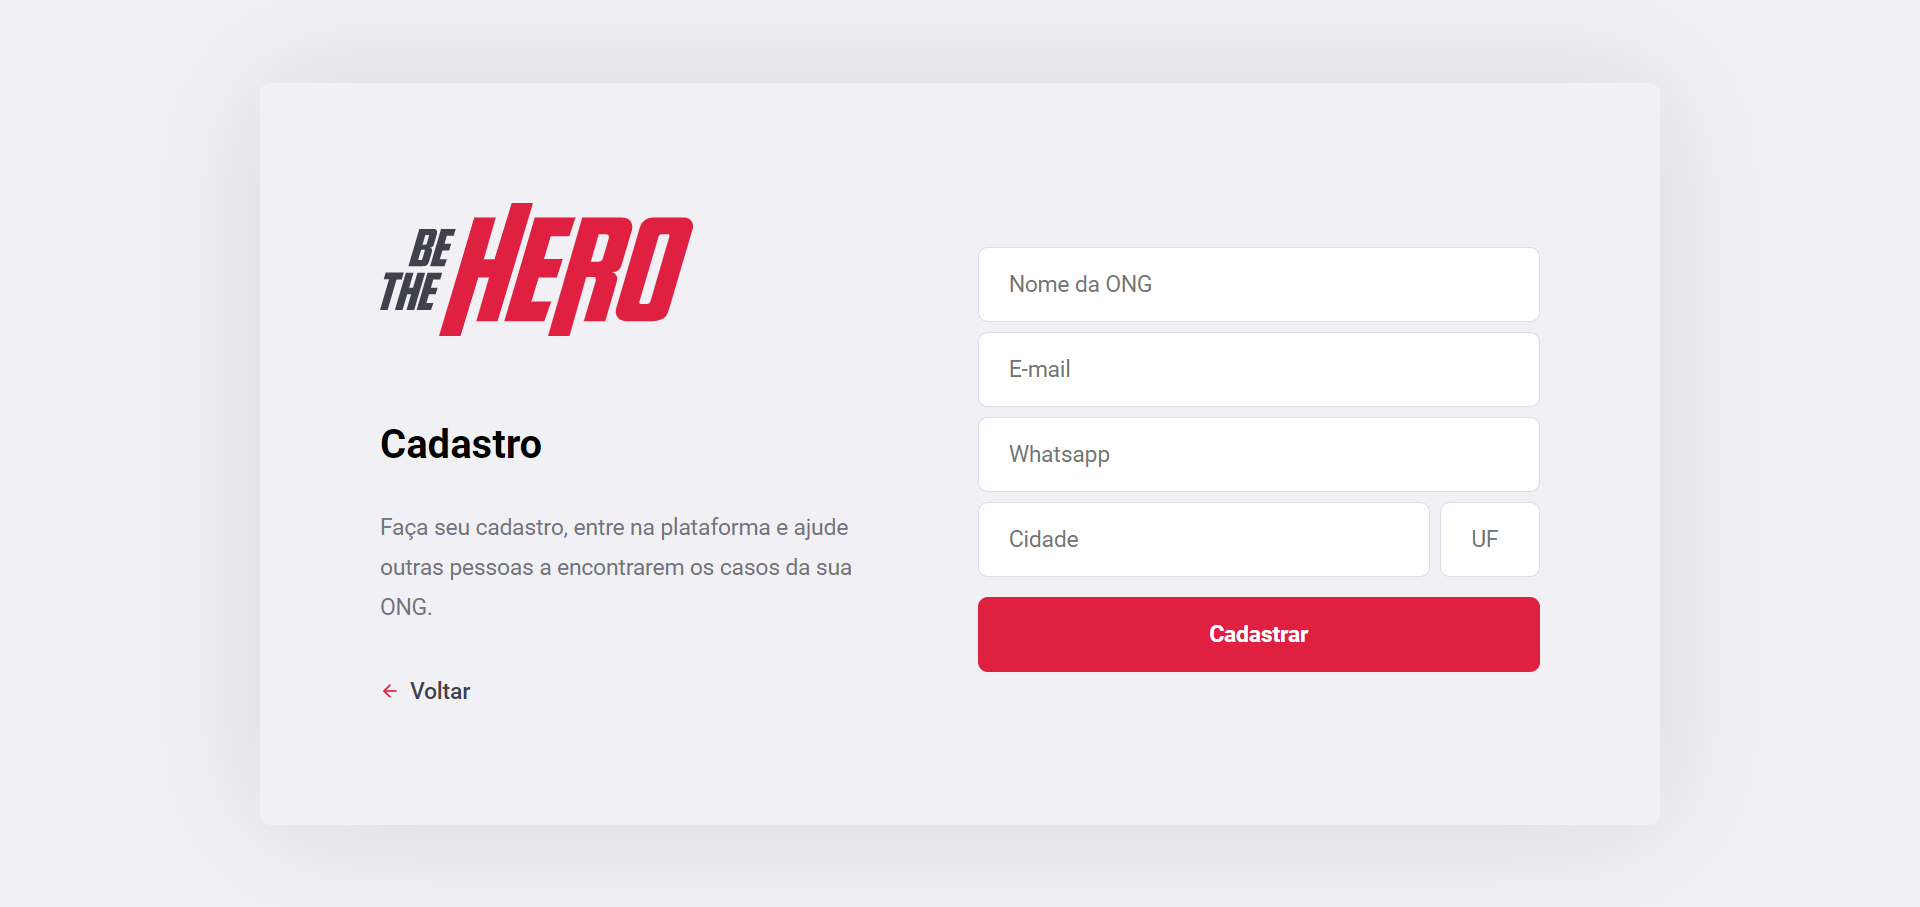 BE
THE
HERO
Cadastro
Faça seu cadastro, entre na plataforma e ajude
outras pessoas a encontrarem os casos da sua
ONG.
Voltar
Nome da ONG
E-mail
Whatsapp
Cidade
UF
Cadastrar